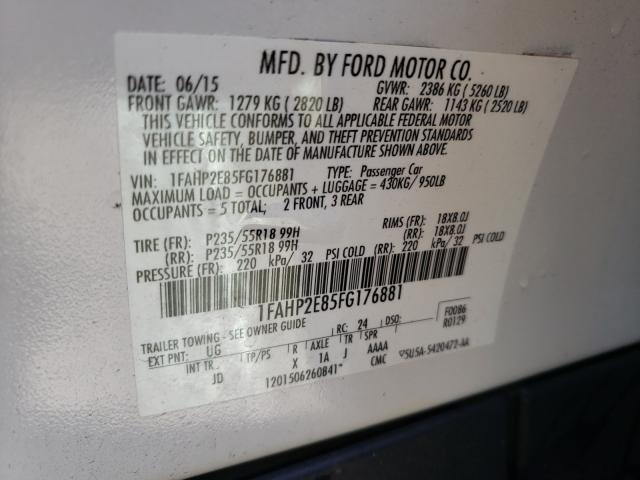 MFD. BY FORD MOTOR CO.
DATE: 06/15 GVWR: 2386 KG ( 5260 LB)
FRONT GAWR: 1279 KG ( 2820 LB) REAR GAWR: 1143 KG ( 2520 LB)
THIS VEHICLE CONFORMS TO ALL APPLICABLE FEDERAL MOTOR
VEHICLE SAFETY, BUMPER, AND THEFT PREVENTION STANDARDS
IN EFFECT ON THE DATE OF MANUFACTURE SHOWN ABOVE.
VIN: 1FAHP2E85FG176881 TYPE: Passenger Car
MAXIMUM LOAD = OCCUPANTS + LUGGAGE = 430KG/ 950LB
OCCUPANTS = 5 TOTAL; 2 FRONT, 3 REAR
TIRE (FR): P235/55R18 99H RIMS (FR): 18X8.0J
(RR): P235/55R18 99H (RR): 18X8.0J
PRESSURE (FR): 220 kPa/ 32 PSI COLD (RR): 220 kPa/ 32 PSI COLD
1FAHP2E85FG176881
F0086
R0129
TRAILER TOWING - SEE OWNER GUIDE RC: 24 DSO:
EXT PNT: UG INT TR TP/PS R AXLE TR SPR
JD X 1A J AAAA
1201506260841 CMC 5U5A-5420472-AA